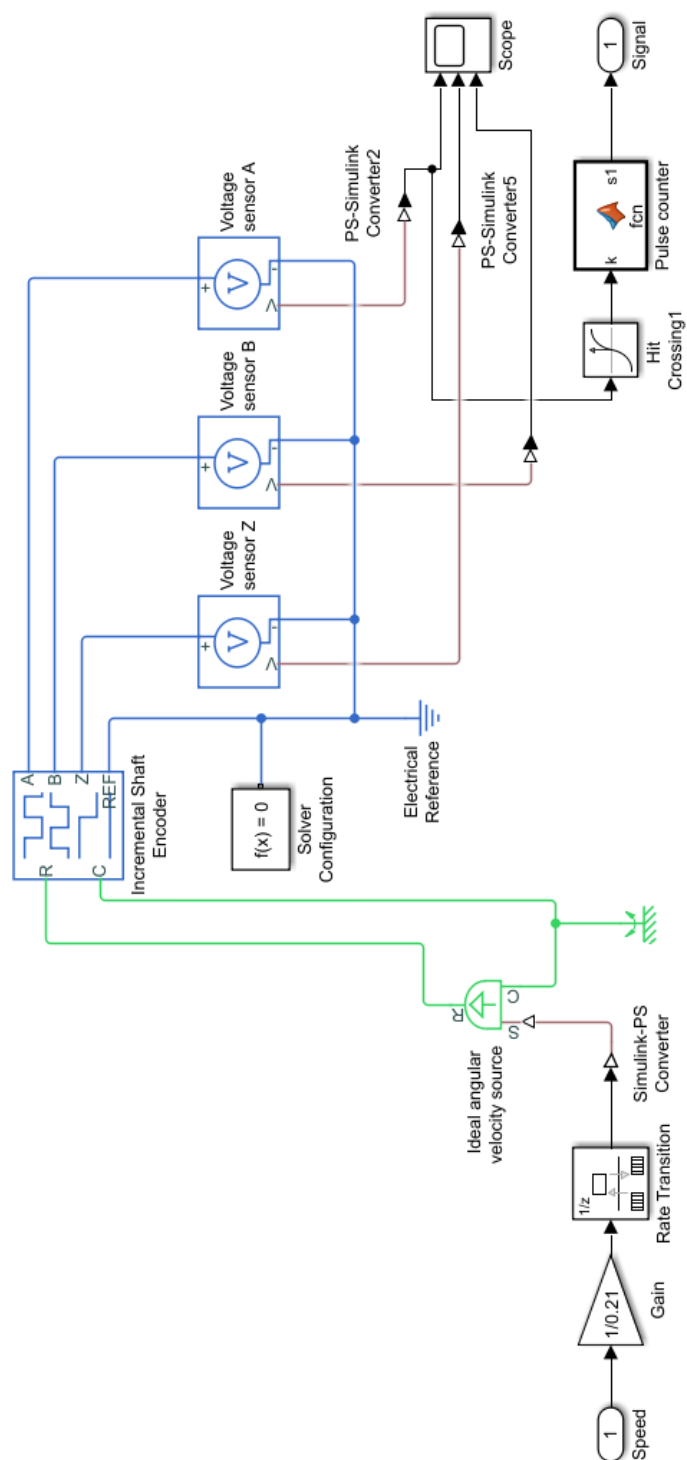 R
C
A
B
Z
REF
Incremental Shaft
Encoder
f(x) = 0
Solver
Configuration
Electrical
Reference
Voltage
sensor Z
+
V
-
V
Voltage
sensor B
+
V
-
V
Voltage
sensor A
+
V
-
V
PS-Simulink
Converter2
PS-Simulink
Converter5
Scope
Ideal angular
velocity source
R
S
C
1
Speed
1/0.21
Gain
1/z
Rate Transition
Simulink-PS
Converter
Hit
Crossing1
k
fcn
s1
Pulse counter
1
Signal